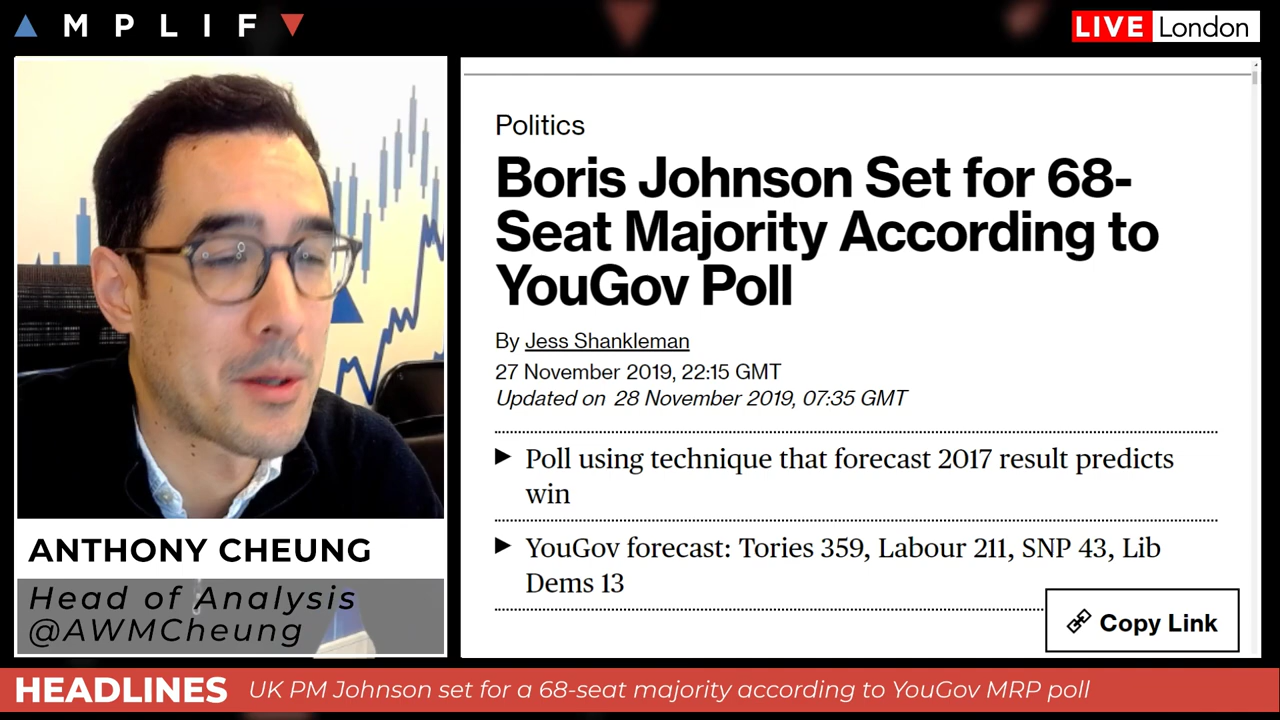 ▲ MPLIF▼
LIVE London
Politics
Boris Johnson Set for 68-
Seat Majority According to
YouGov Poll
By Jess Shankleman
27 November 2019, 22:15 GMT
Updated on 28 November 2019, 07:35 GMT
► Poll using technique that forecast 2017 result predicts
win
► YouGov forecast: Tories 359, Labour 211, SNP 43, Lib
Dems 13
Copy Link
ANTHONY CHEUNG
Head of Analysis
@AWMCheung
HEADLINES UK PM Johnson set for a 68-seat majority according to YouGov MRP poll